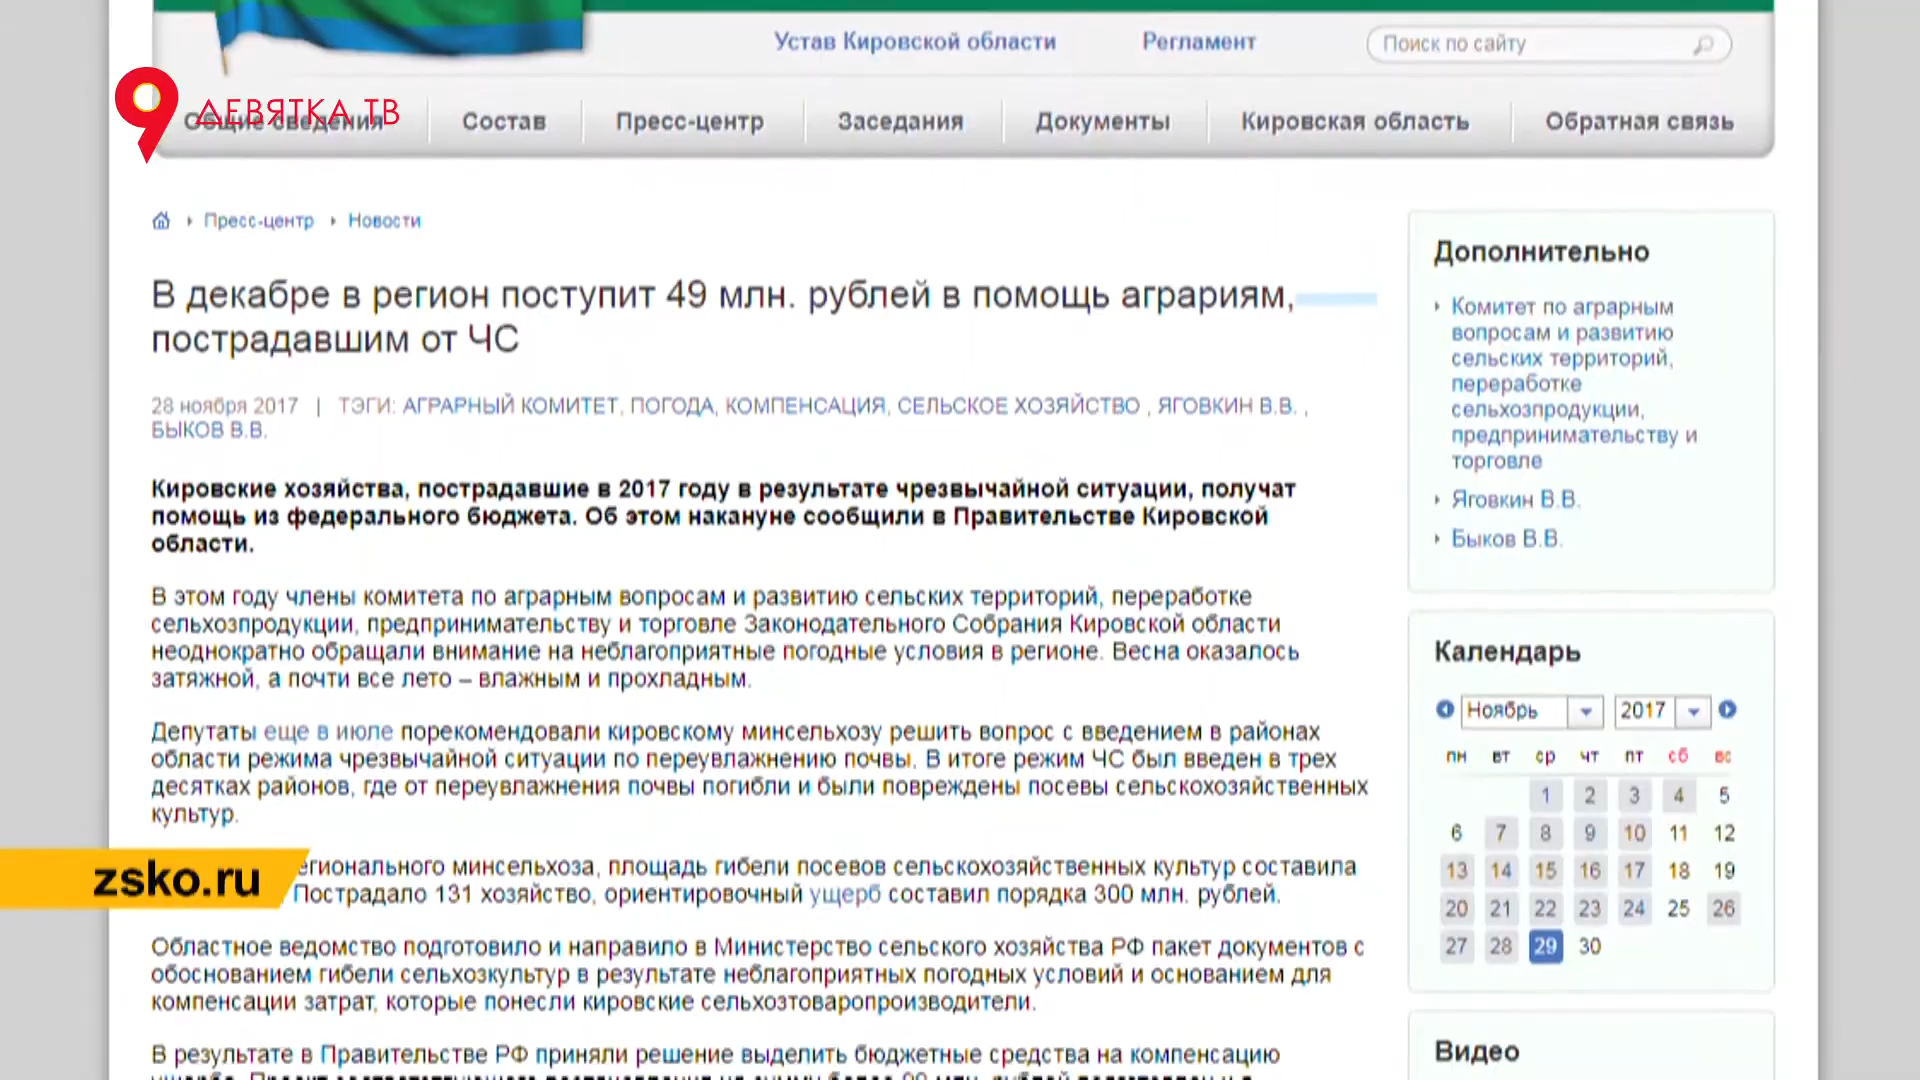 Устав Кировской области
Регламент
Поиск по сайту
ДЕВЯТКА ТВ
Общие сведения
Состав
Пресс-центр
Заседания
Документы
Кировская область
Обратная связь
Пресс-центр
Новости
В декабре в регион поступит 49 млн. рублей в помощь аграриям,
пострадавшим от ЧС
28 ноября 2017 | ТЭГИ: АГРАРНЫЙ КОМИТЕТ, ПОГОДА, КОМПЕНСАЦИЯ, СЕЛЬСКОЕ ХОЗЯЙСТВО , ЯГОВКИН В.В. ,
БЫКОВ В.В.
Кировские хозяйства, пострадавшие в 2017 году в результате чрезвычайной ситуации, получат
помощь из федерального бюджета. Об этом накануне сообщили в Правительстве Кировской
области.
В этом году члены комитета по аграрным вопросам и развитию сельских территорий, переработке
сельхозпродукции, предпринимательству и торговле Законодательного Собрания Кировской области
неоднократно обращали внимание на неблагоприятные погодные условия в регионе. Весна оказалось
затяжной, а почти все лето – влажным и прохладным.
Депутаты еще в июле порекомендовали кировскому минсельхозу решить вопрос с введением в районах
области режима чрезвычайной ситуации по переувлажнению почвы. В итоге режим ЧС был введен в трех
десятках районов, где от переувлажнения почвы погибли и были повреждены посевы сельскохозяйственных
культур.
егионального минсельхоза, площадь гибели посевов сельскохозяйственных культур составила
Пострадало 131 хозяйство, ориентировочный ущерб составил порядка 300 млн. рублей.
zsko.ru
Областное ведомство подготовило и направило в Министерство сельского хозяйства РФ пакет документов с
обоснованием гибели сельхозкультур в результате неблагоприятных погодных условий и основанием для
компенсации затрат, которые понесли кировские сельхозтоваропроизводители.
В результате в Правительстве РФ приняли решение выделить бюджетные средства на компенсацию
Дополнительно
Комитет по аграрным
вопросам и развитию
сельских территорий,
переработке
сельхозпродукции,
предпринимательству и
торговле
Яговкин В.В.
Быков В.В.
Календарь
Ноябрь 2017
пн вт ср чт пт сб вс
1 2 3 4 5
6 7 8 9 10 11 12
13 14 15 16 17 18 19
20 21 22 23 24 25 26
27 28 29 30
Видео